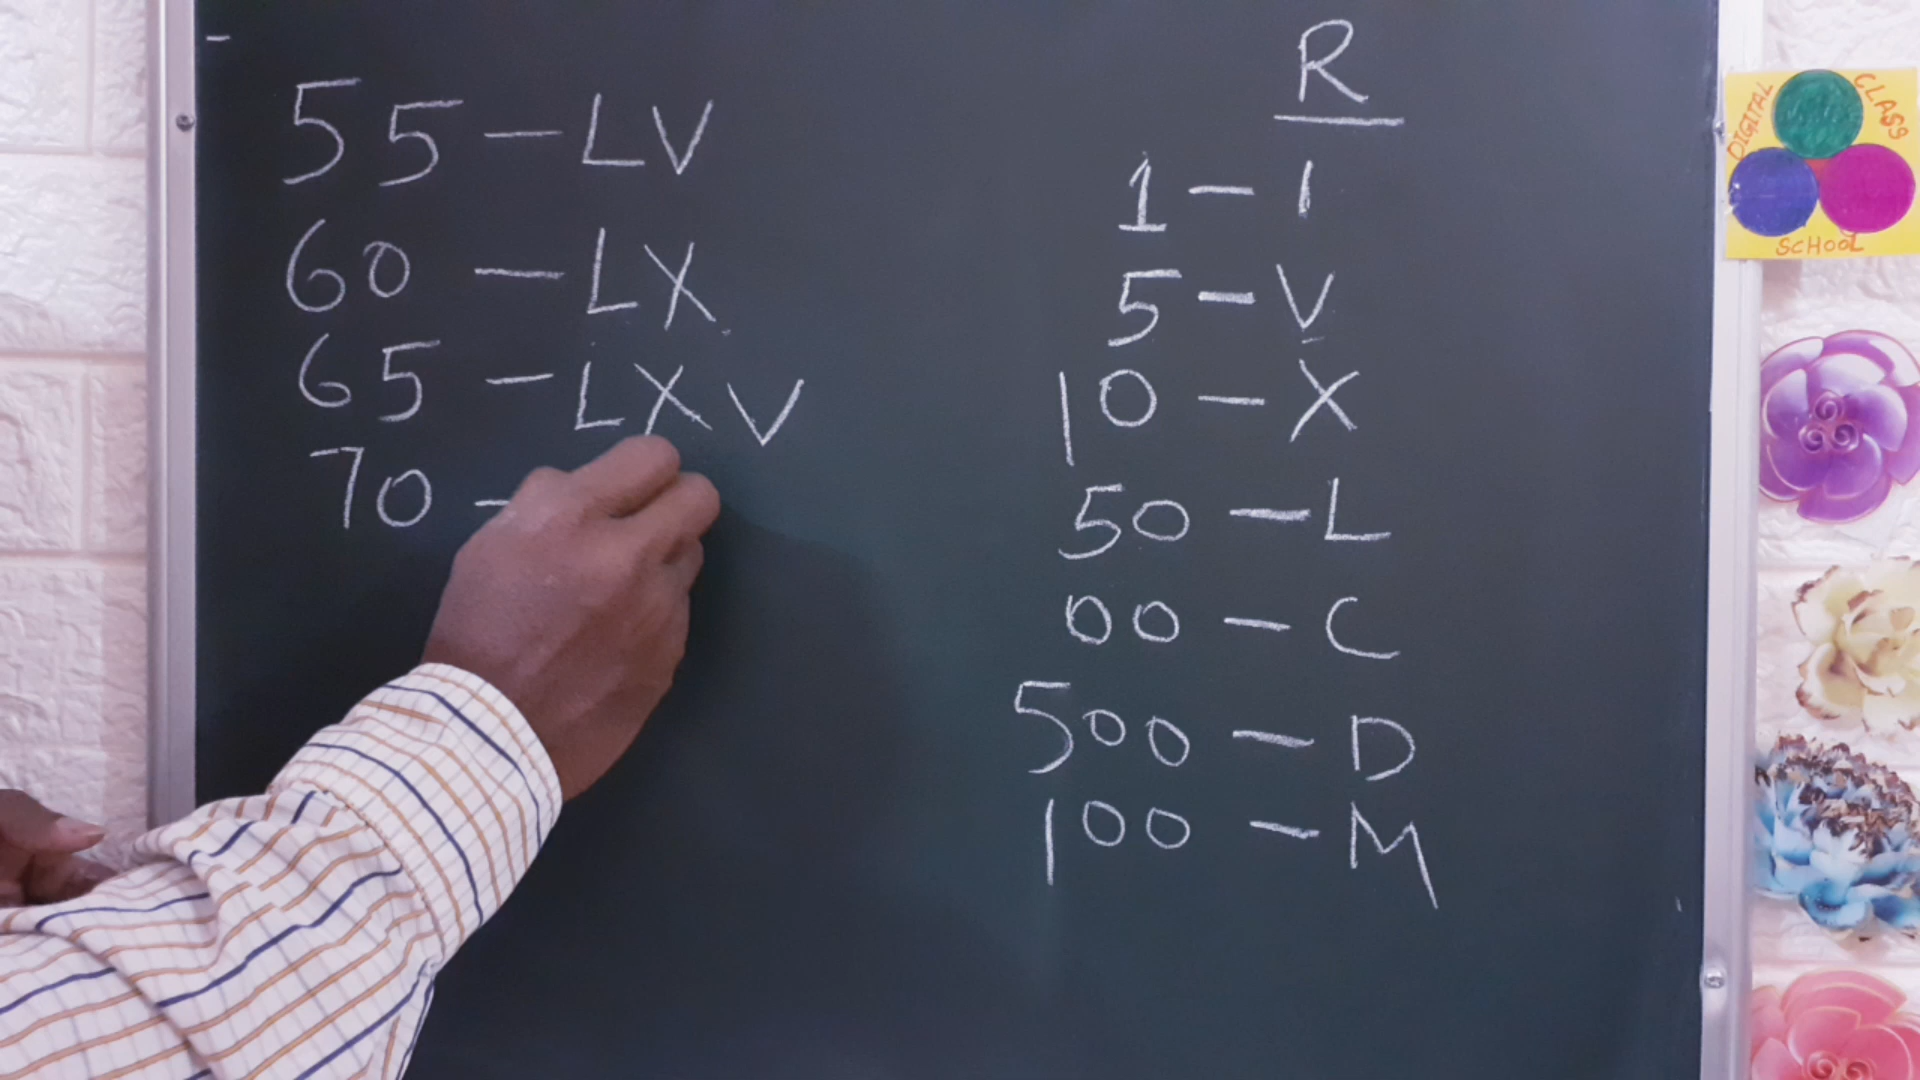 55 – LV
60 – LX
65 – LXV
70 –
R
1 – I
5 – V
10 – X
50 – L
00 – C
500 – D
100 – M
DIGITAL CLASS
SCHOOL